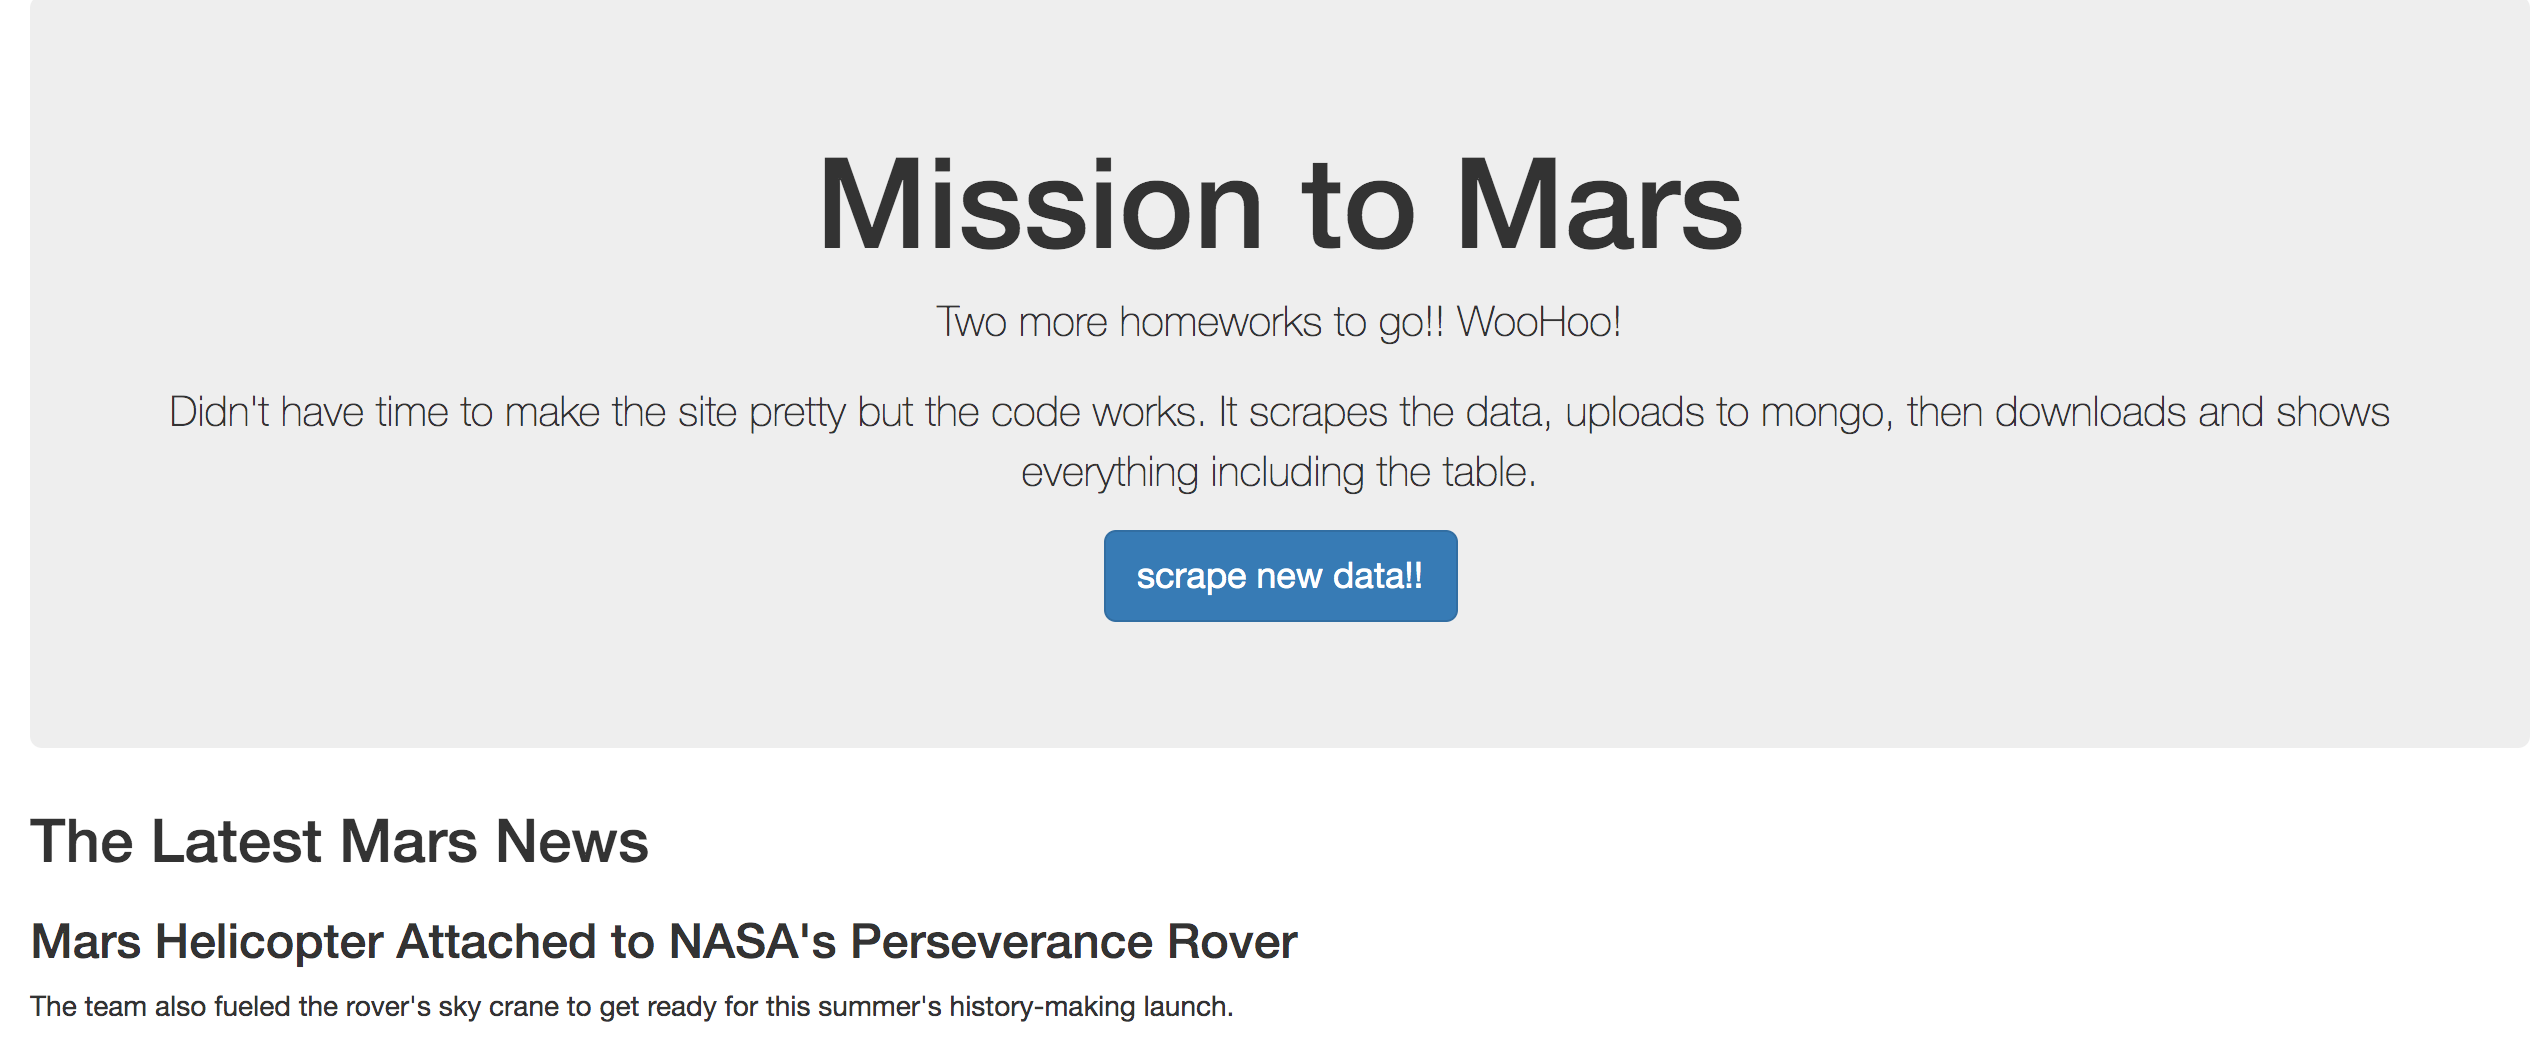 Mission to Mars
Two more homeworks to go!! WooHoo!
Didn't have time to make the site pretty but the code works. It scrapes the data, uploads to mongo, then downloads and shows
everything including the table.
scrape new data!!
The Latest Mars News
Mars Helicopter Attached to NASA's Perseverance Rover
The team also fueled the rover's sky crane to get ready for this summer's history-making launch.